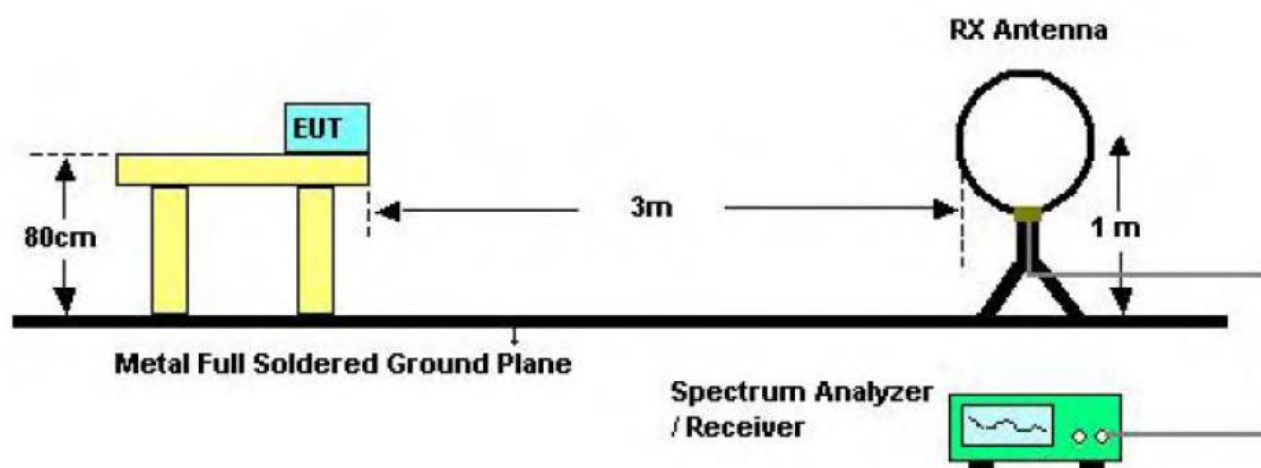 RX Antenna
EUT
80cm
3m
1 m
Metal Full Soldered Ground Plane
Spectrum Analyzer
/ Receiver